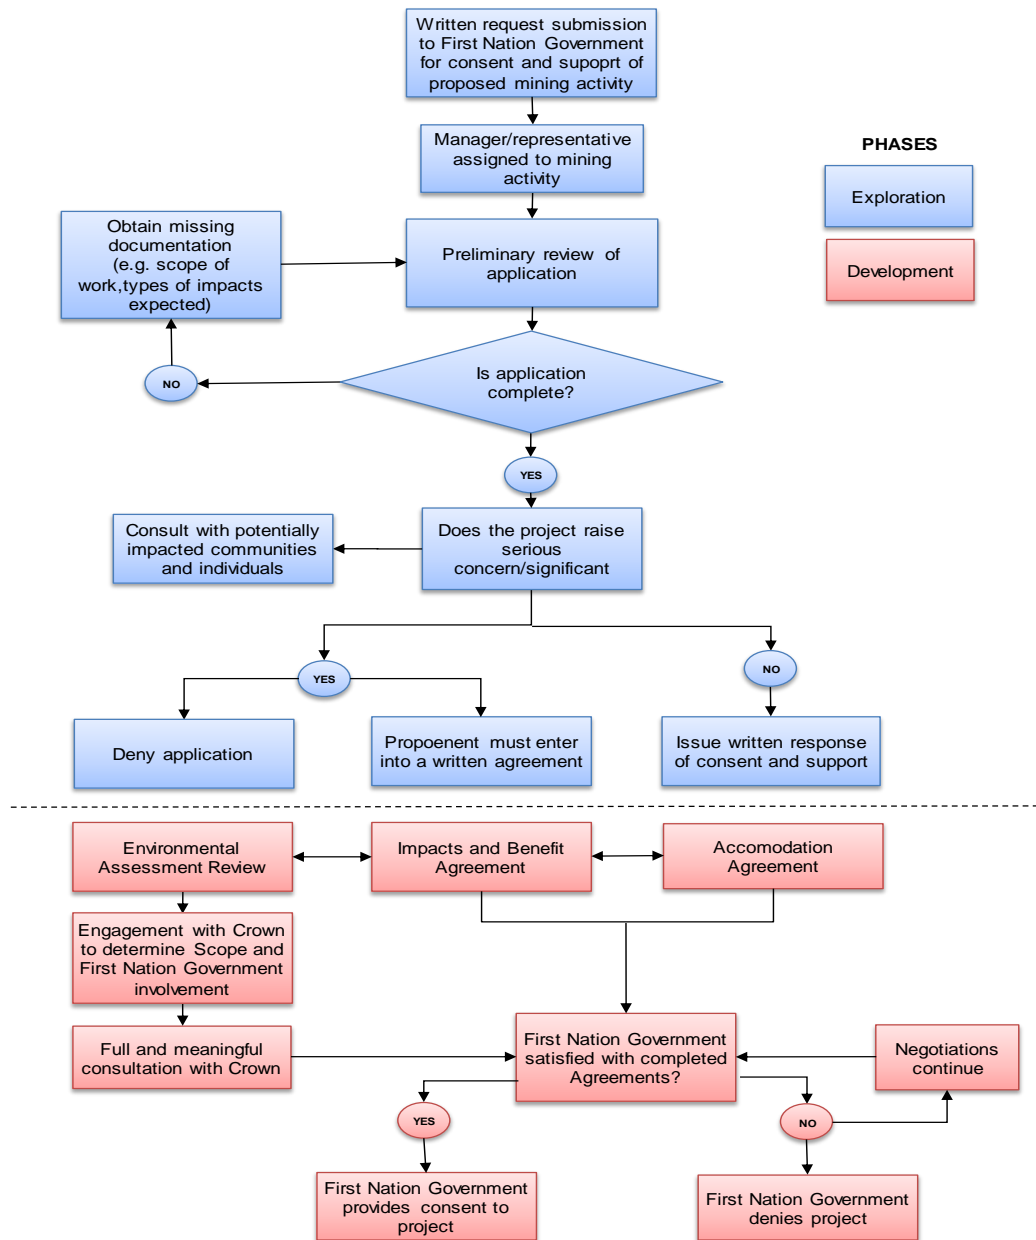 Written request submission
to First Nation Government
for consent and supoprt of
proposed mining activity
Manager/representative
assigned to mining
activity
PHASES
Exploration
Development
Obtain missing
documentation
(e.g. scope of
work,types of impacts
expected)
Preliminary review of
application
Is application
complete?
NO
YES
Consult with potentially
impacted communities
and individuals
Does the project raise
serious
concern/significant
YES
NO
Deny application
Propoenent must enter
into a written agreement
Issue written response
of consent and support
Environmental
Assessment Review
Impacts and Benefit
Agreement
Accomodation
Agreement
Engagement with Crown
to determine Scope and
First Nation Government
involvement
Full and meaningful
consultation with Crown
First Nation Government
satisfied with completed
Agreements?
Negotiations
continue
YES
NO
First Nation Government
provides consent to
project
First Nation Government
denies project